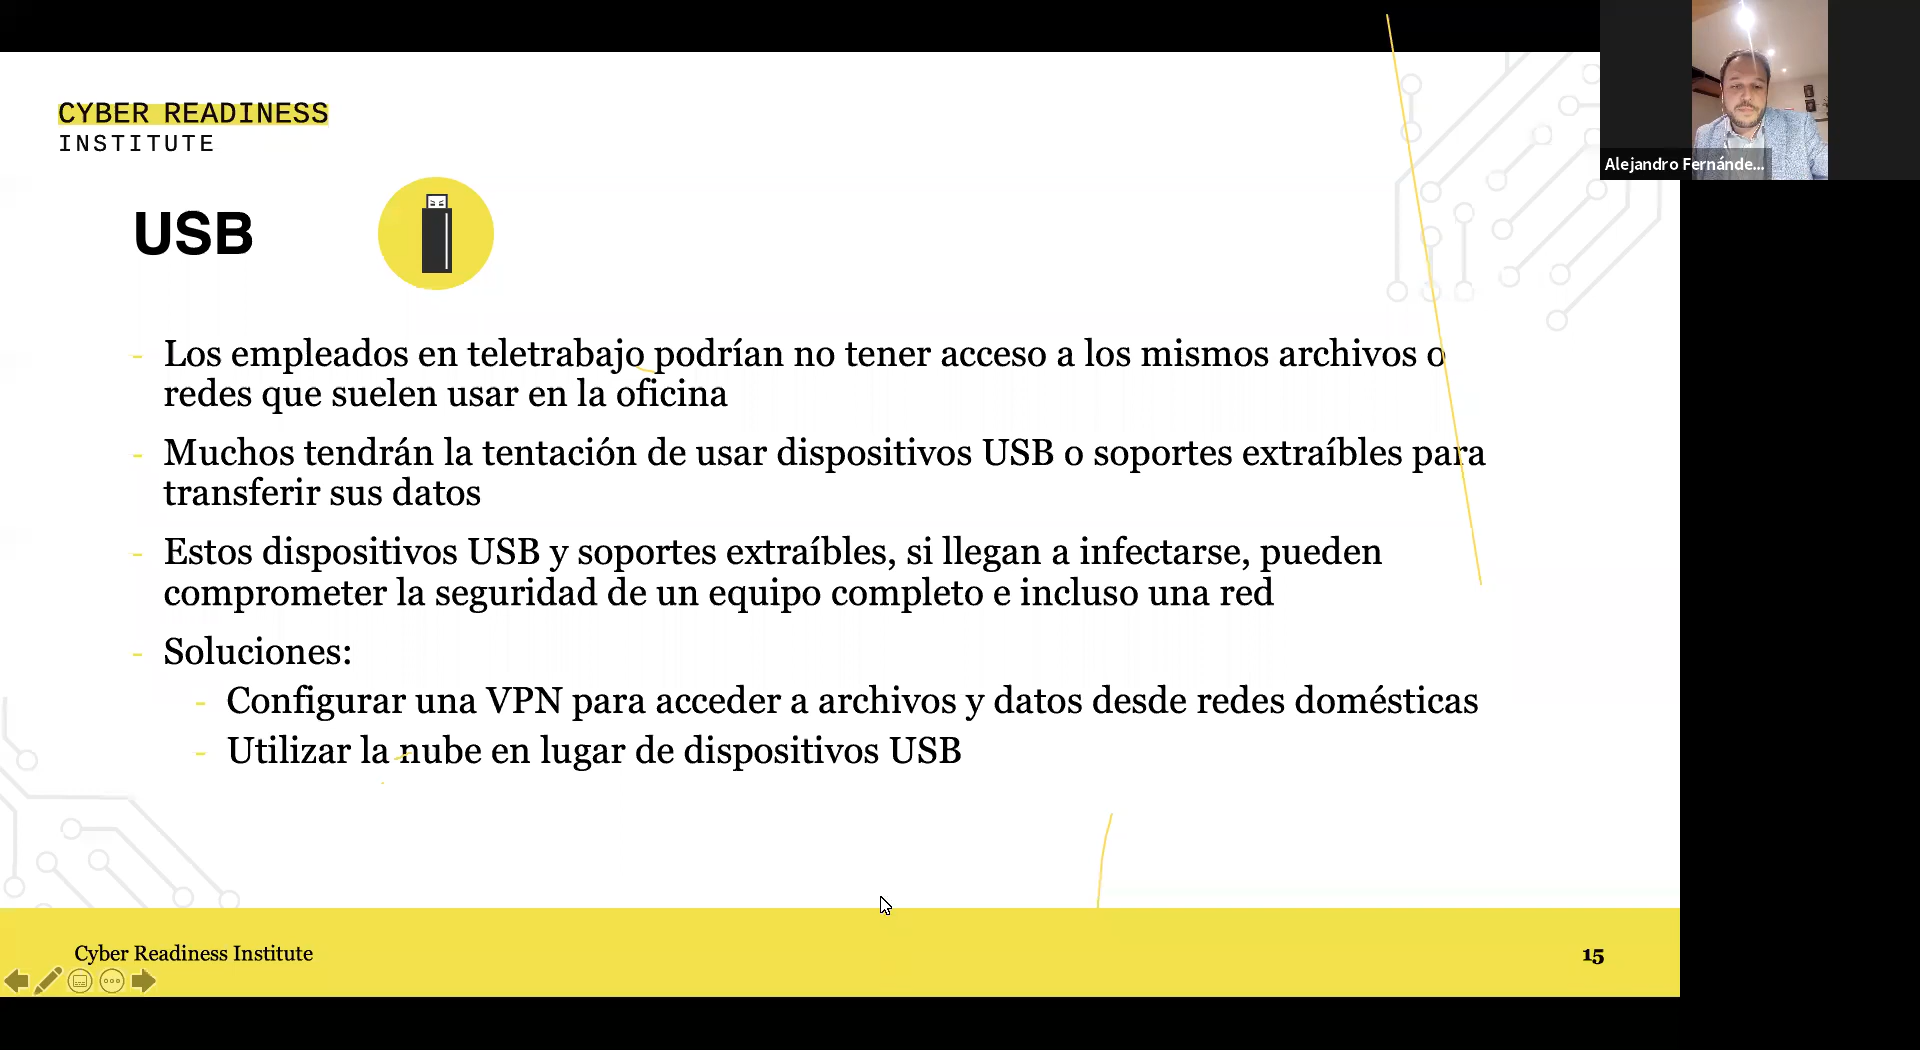 CYBER READINESS
INSTITUTE
Alejandro Fernánde...
USB
- Los empleados en teletrabajo podrían no tener acceso a los mismos archivos o
redes que suelen usar en la oficina
- Muchos tendrán la tentación de usar dispositivos USB o soportes extraíbles para
transferir sus datos
- Estos dispositivos USB y soportes extraíbles, si llegan a infectarse, pueden
comprometer la seguridad de un equipo completo e incluso una red
- Soluciones:
- Configurar una VPN para acceder a archivos y datos desde redes domésticas
- Utilizar la nube en lugar de dispositivos USB
Cyber Readiness Institute
15